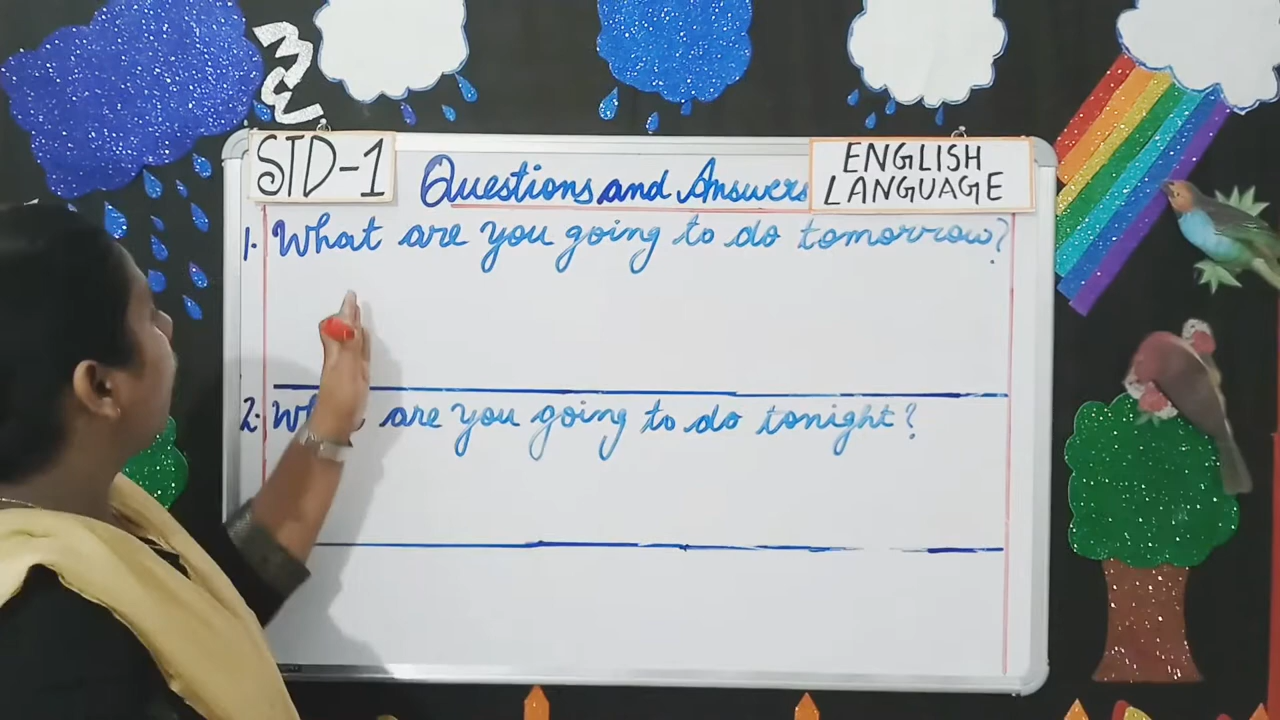 STD-1
Questions and Answers
ENGLISH
LANGUAGE
1. What are you going to do tomorrow?
2. What are you going to do tonight?